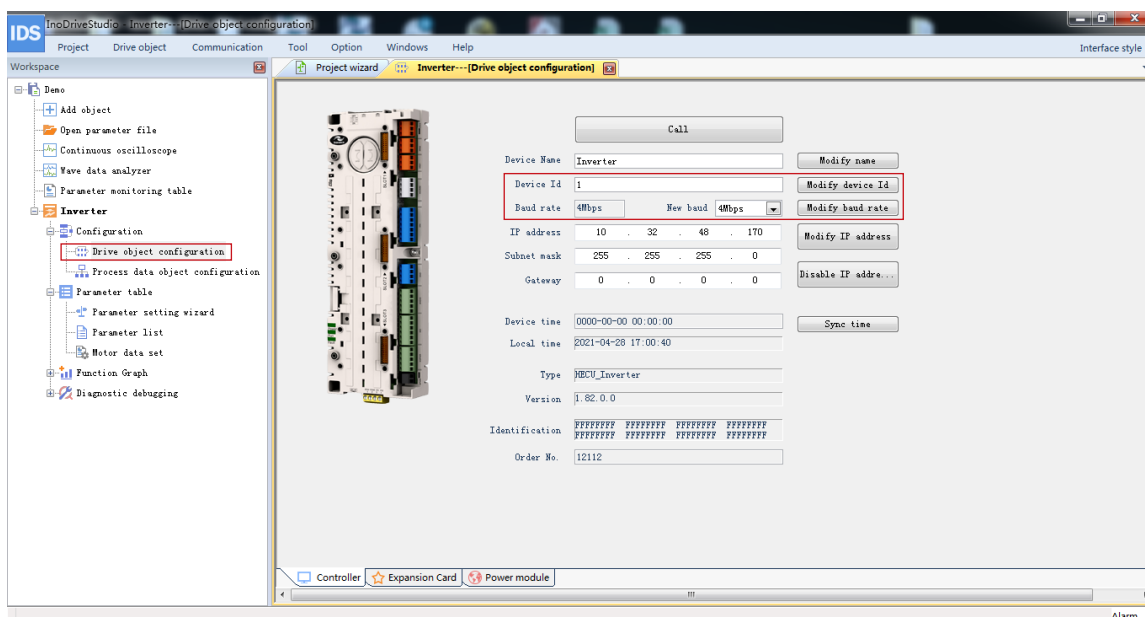 IDS InoDriveStudio - Inverter---[Drive object configuration]
Project Drive object Communication Tool Option Windows Help Interface style
Workspace
Project wizard Inverter---[Drive object configuration]
Demo
Add object
Open parameter file
Continuous oscilloscope
Wave data analyzer
Parameter monitoring table
Inverter
Configuration
Drive object configuration
Process data object configuration
Parameter table
Parameter setting wizard
Parameter list
Motor data set
Function Graph
Diagnostic debugging
SLOT1
SLOT2
SLOT3
Call
Device Name Inverter Modify name
Device Id 1 Modify device Id
Baud rate 4Mbps New baud 4Mbps Modify baud rate
IP address 10 . 32 . 48 . 170 Modify IP address
Subnet mask 255 . 255 . 255 . 0
Gateway 0 . 0 . 0 . 0 Disable IP addre...
Device time 0000-00-00 00:00:00 Sync time
Local time 2021-04-28 17:00:40
Type HECU_Inverter
Version 1.82.0.0
Identification FFFFFFFF FFFFFFFF FFFFFFFF FFFFFFFF
FFFFFFFF FFFFFFFF FFFFFFFF FFFFFFFF
Order No. 12112
Controller Expansion Card Power module
Alarm